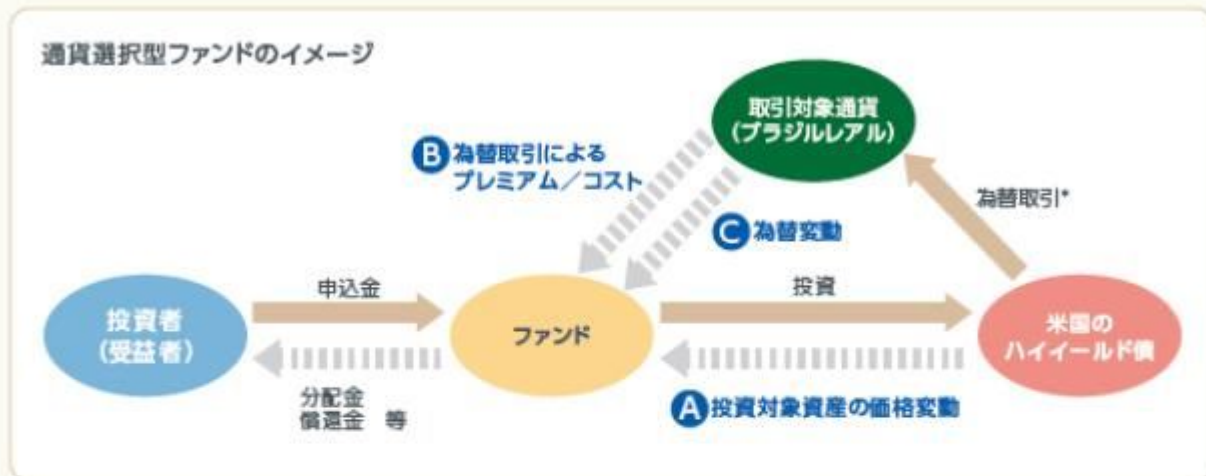 通貨選択型ファンドのイメージ
取引対象通貨
(ブラジルレアル)
B 為替取引による
プレミアム／コスト
為替取引*
C 為替変動
申込金
投資
投資者
(受益者)
ファンド
米国の
ハイイールド債
分配金
償還金 等
A 投資対象資産の価格変動